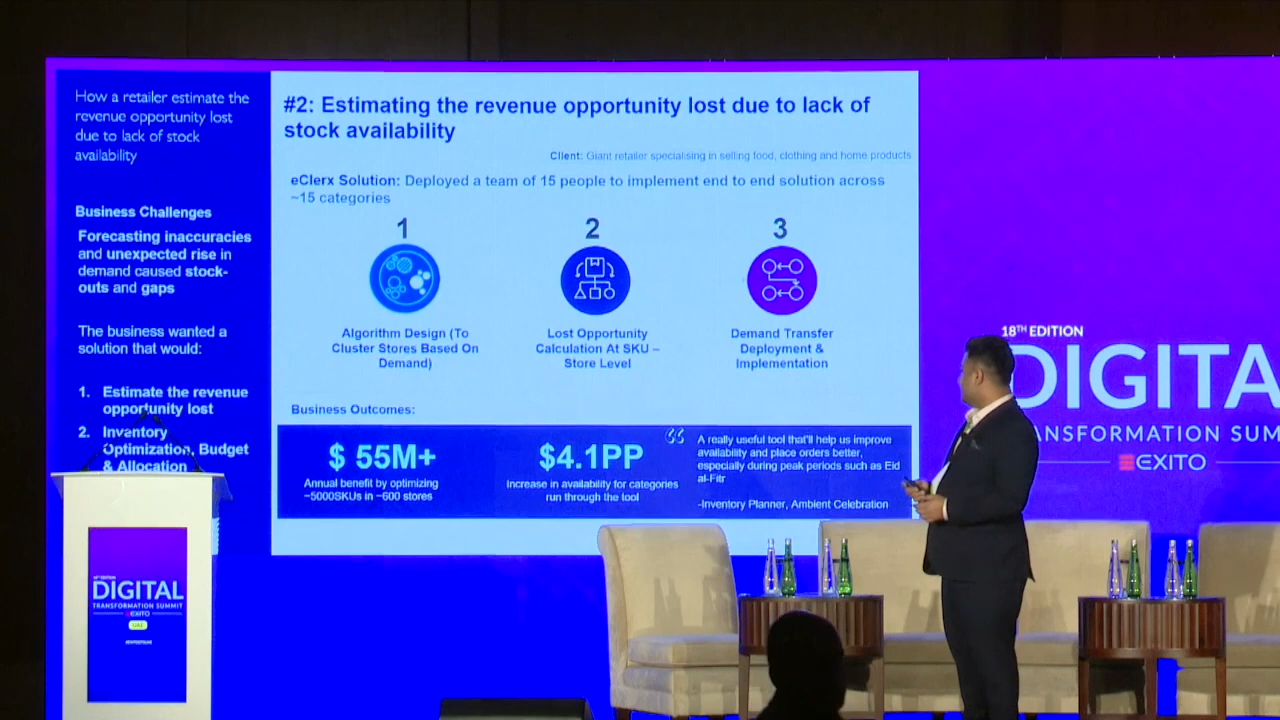 How a retailer estimate the
revenue opportunity lost
due to lack of stock
availability
Business Challenges
Forecasting inaccuracies
and unexpected rise in
demand caused stock-
outs and gaps
The business wanted a
solution that would:
1. Estimate the revenue
opportunity lost
2. Inventory
Optimization, Budget
& Allocation
#2: Estimating the revenue opportunity lost due to lack of
stock availability
Client: Giant retailer specialising in selling food, clothing and home products
eClerx Solution: Deployed a team of 15 people to implement end to end solution across
~15 categories
1
2
3
Algorithm Design (To
Cluster Stores Based On
Demand)
Lost Opportunity
Calculation At SKU –
Store Level
Demand Transfer
Deployment &
Implementation
Business Outcomes:
$ 55M+
Annual benefit by optimizing
~5000SKUs in ~600 stores
$4.1PP
Increase in availability for categories
run through the tool
“
A really useful tool that'll help us improve
availability and place orders better,
especially during peak periods such as Eid
al-Fitr
-Inventory Planner, Ambient Celebration
18TH EDITION
DIGITA
ANSFORMATION SUM
EXITO
18TH EDITION
DIGITAL
TRANSFORMATION SUMMIT
EXITO
UAE